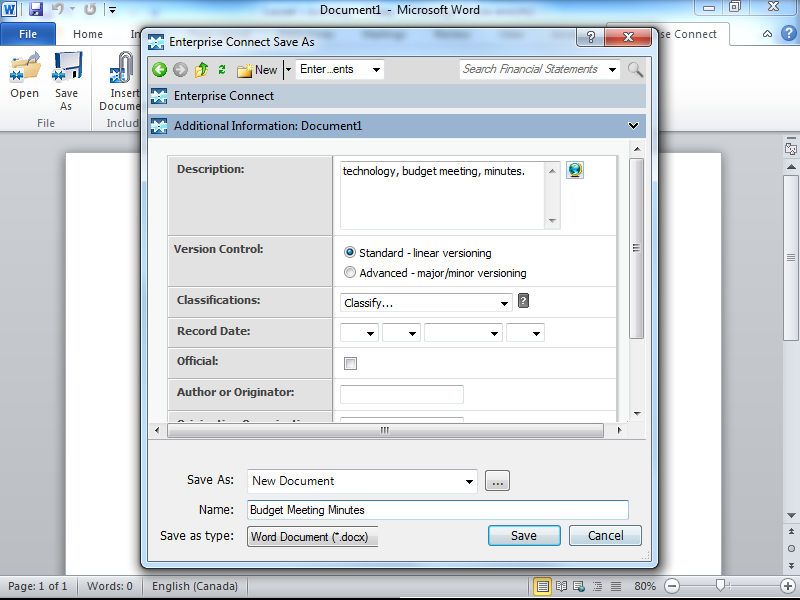 Document1 - Microsoft Word
Enterprise Connect Save As
File Home In se Connect
New Enter...ents Search Financial Statements
Open Save As Insert Docume
File Includ
Enterprise Connect
Additional Information: Document1
Description: technology, budget meeting, minutes.
Version Control: Standard - linear versioning
Advanced - major/minor versioning
Classifications: Classify...
Record Date:
Official:
Author or Originator:
Save As: New Document ...
Name: Budget Meeting Minutes
Save as type: Word Document (*.docx) Save Cancel
Page: 1 of 1 Words: 0 English (Canada) 80%